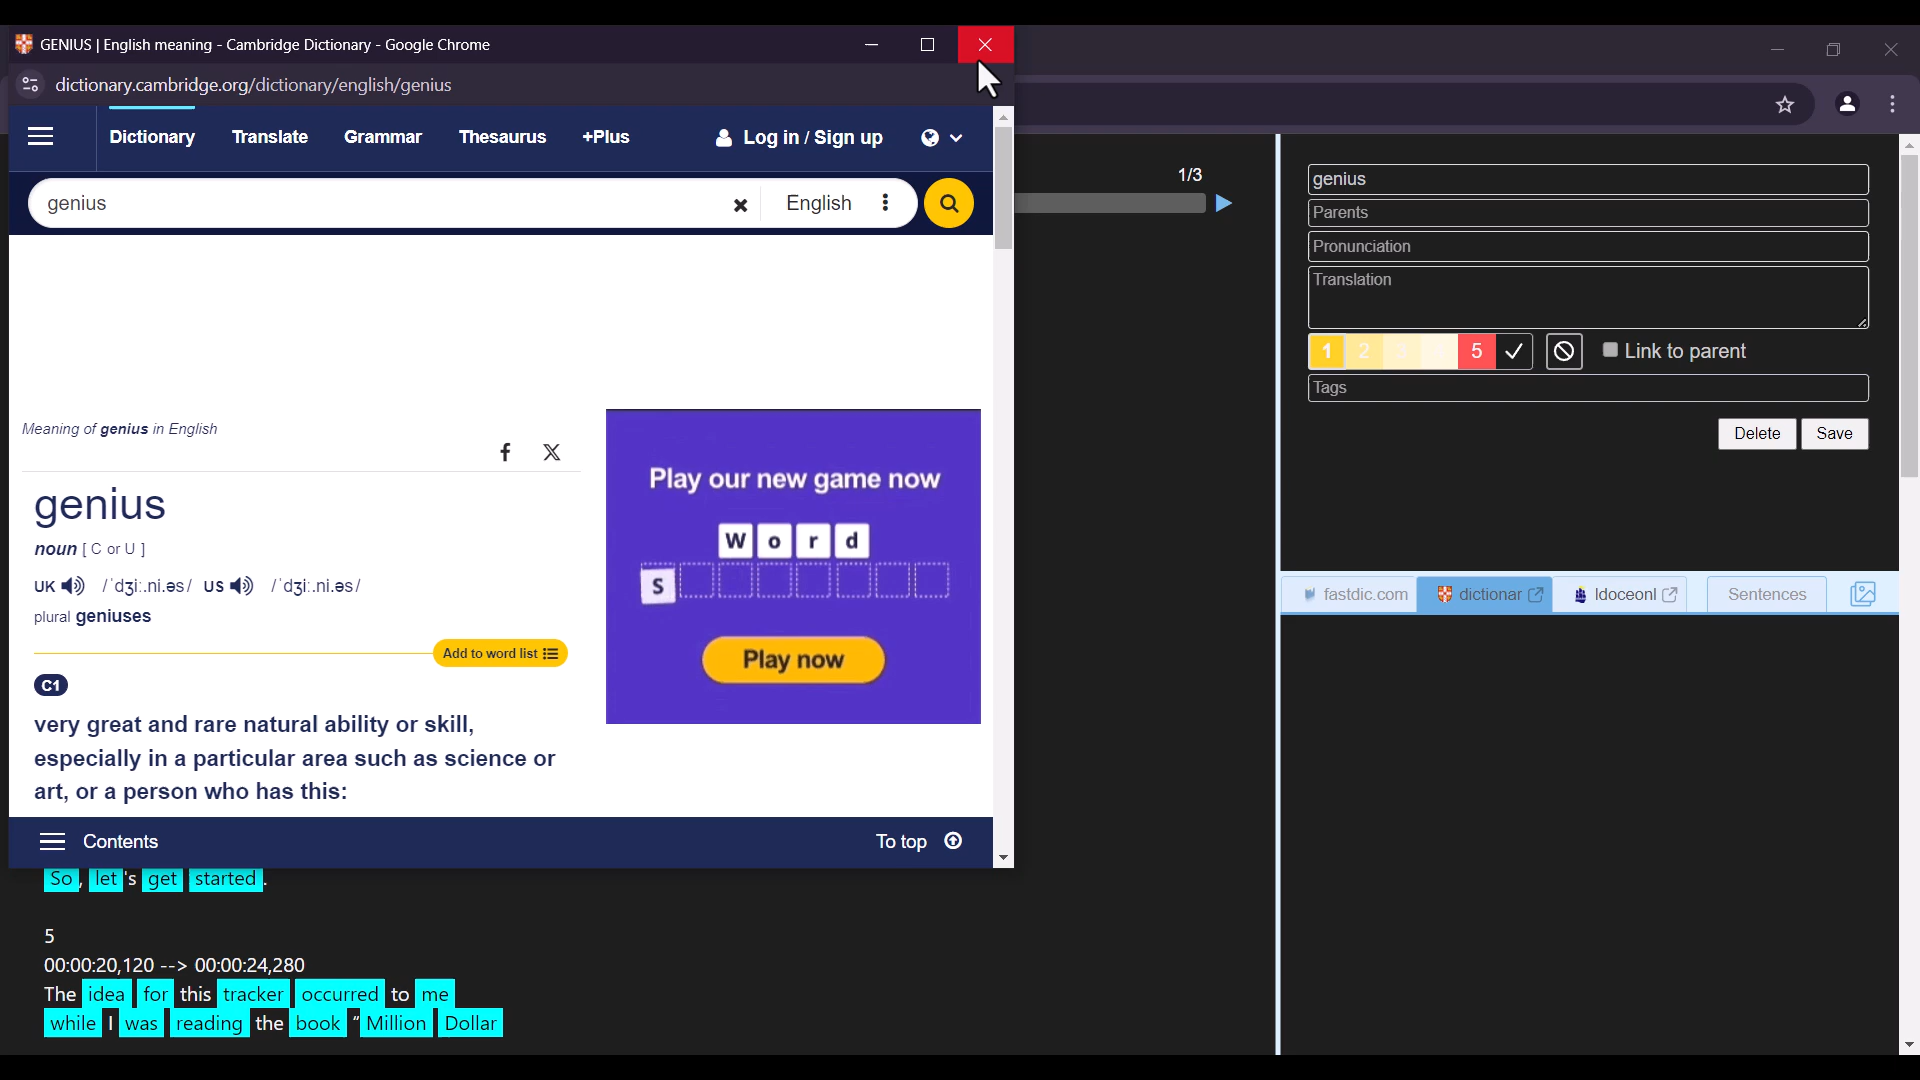 GENIUS | English meaning - Cambridge Dictionary - Google Chrome
dictionary.cambridge.org/dictionary/english/genius
Dictionary Translate Grammar Thesaurus +Plus Log in / Sign up
genius English
Meaning of genius in English
genius
noun [ C or U ]
UK /ˈdʒiː.ni.əs/ US /ˈdʒiː.ni.əs/
plural geniuses
Add to word list
C1
very great and rare natural ability or skill,
especially in a particular area such as science or
art, or a person who has this:
Play our new game now
W o r d
S
Play now
Contents To top
So, let's get started.
5
00:00:20,120 --> 00:00:24,280
The idea for this tracker occurred to me
while I was reading the book “Million Dollar
1/3
genius
Parents
Pronunciation
Translation
1 2 3 5 Link to parent
Tags
Delete Save
fastdic.com dictionar ldoceonl Sentences